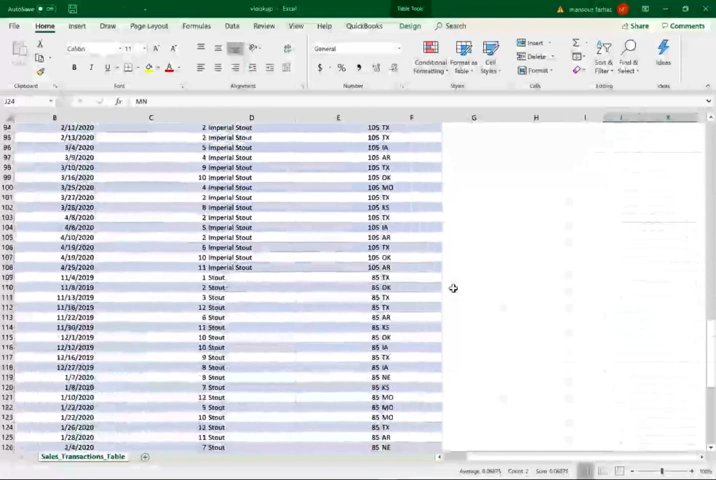 AutoSave Off vlookup - Excel Table Tools mansour farhat MF
File Home Insert Draw Page Layout Formulas Data Review View Help QuickBooks Design Search Share Comments
Calibri 11 General Insert
Paste B I U $ % Conditional Formatting Format as Table Cell Styles Delete Format Sort & Filter Find & Select Ideas
Clipboard Font Alignment Number Styles Cells Editing Ideas
J24 fx MN
B C D E F G H I J K
94 2/12/2020 2 Imperial Stout 105 TX
95 2/13/2020 2 Imperial Stout 105 TX
96 3/4/2020 5 Imperial Stout 105 IA
97 3/9/2020 4 Imperial Stout 105 AR
98 3/10/2020 9 Imperial Stout 105 TX
99 3/16/2020 10 Imperial Stout 105 OK
100 3/25/2020 4 Imperial Stout 105 MO
101 3/27/2020 2 Imperial Stout 105 TX
102 3/28/2020 8 Imperial Stout 105 KS
103 4/8/2020 2 Imperial Stout 105 TX
104 4/8/2020 5 Imperial Stout 105 IA
105 4/10/2020 2 Imperial Stout 105 AR
106 4/19/2020 6 Imperial Stout 105 TX
107 4/19/2020 10 Imperial Stout 105 OK
108 4/25/2020 11 Imperial Stout 105 AR
109 11/4/2019 1 Stout 85 TX
110 11/8/2019 2 Stout 85 OK
111 11/13/2019 3 Stout 85 TX
112 11/16/2019 12 Stout 85 TX
113 11/22/2019 6 Stout 85 AR
114 11/30/2019 11 Stout 85 KS
115 12/1/2019 10 Stout 85 OK
116 12/12/2019 10 Stout 85 IA
117 12/16/2019 9 Stout 85 TX
118 12/27/2019 8 Stout 85 IA
119 1/7/2020 8 Stout 85 NE
120 1/8/2020 7 Stout 85 KS
121 1/10/2020 12 Stout 85 MO
122 1/22/2020 5 Stout 85 MO
123 1/22/2020 10 Stout 85 MO
124 1/26/2020 12 Stout 85 TX
125 1/28/2020 11 Stout 85 AR
126 2/4/2020 7 Stout 85 NE
Sales_Transactions_Table
Average: 0.06875 Count: 2 Sum: 0.06875 100%